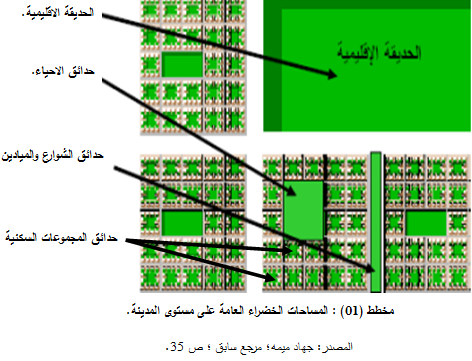 الحديقة الاقليمية.
الحديقة الإقليمية
حدائق الاحياء.
حدائق الشوارع والميادين
حدائق المجموعات السكنية
مخطط (01) : المساحات الخضراء العامة على مستوى المدينة.
المصدر: جهاد ميمه؛ مرجع سابق ؛ ص 35.